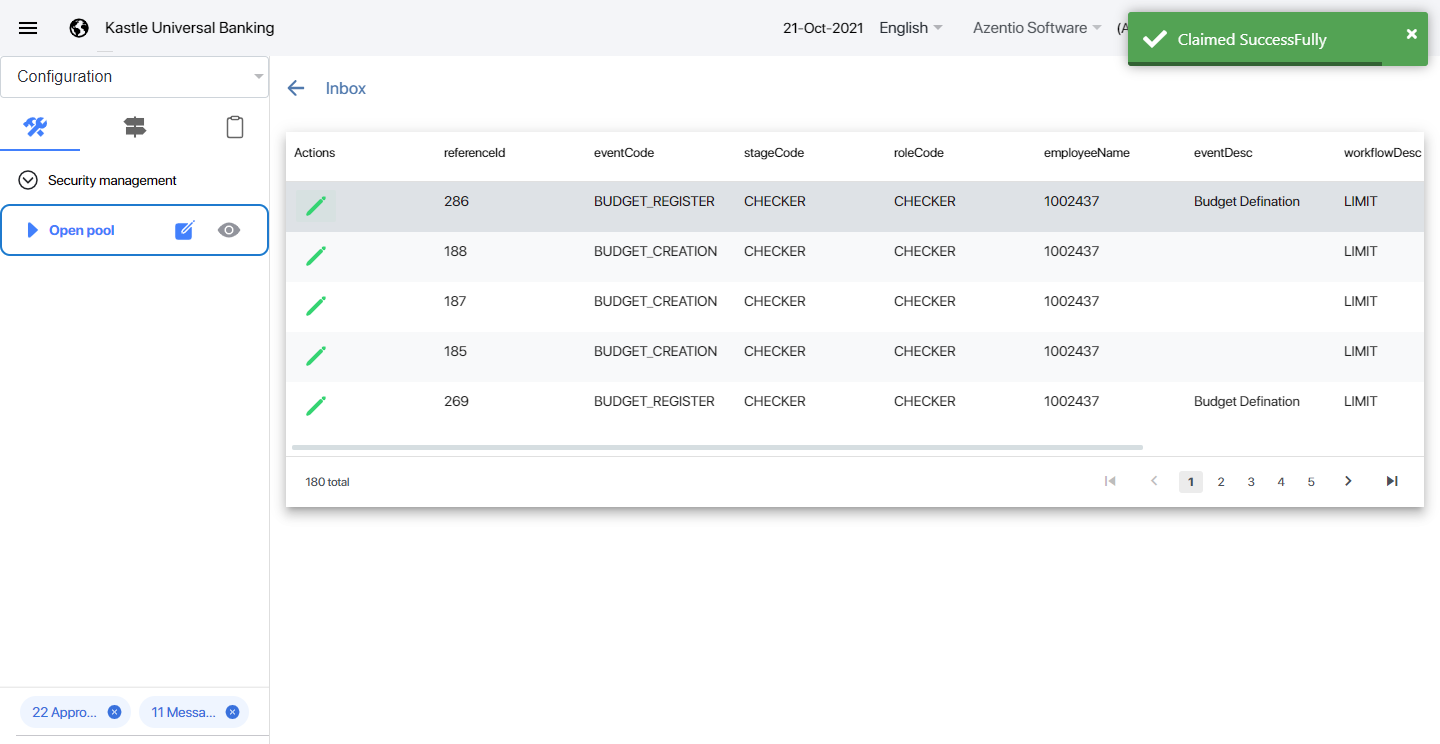 Kastle Universal Banking
21-Oct-2021
English
Azentio Software
(A
Claimed SuccessFully
Configuration
Inbox
Security management
Open pool
Actions referenceId eventCode stageCode roleCode employeeName eventDesc workflowDesc
286 BUDGET_REGISTER CHECKER CHECKER 1002437 Budget Defination LIMIT
188 BUDGET_CREATION CHECKER CHECKER 1002437 LIMIT
187 BUDGET_CREATION CHECKER CHECKER 1002437 LIMIT
185 BUDGET_CREATION CHECKER CHECKER 1002437 LIMIT
269 BUDGET_REGISTER CHECKER CHECKER 1002437 Budget Defination LIMIT
180 total
1 2 3 4 5
22 Appro...
11 Messa...